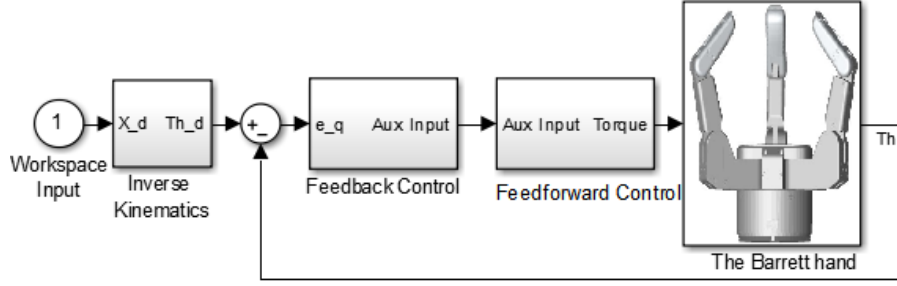 1
Workspace
Input
X_d Th_d
Inverse
Kinematics
+_
e_q Aux Input
Feedback Control
Aux Input Torque
Feedforward Control
The Barrett hand
Th